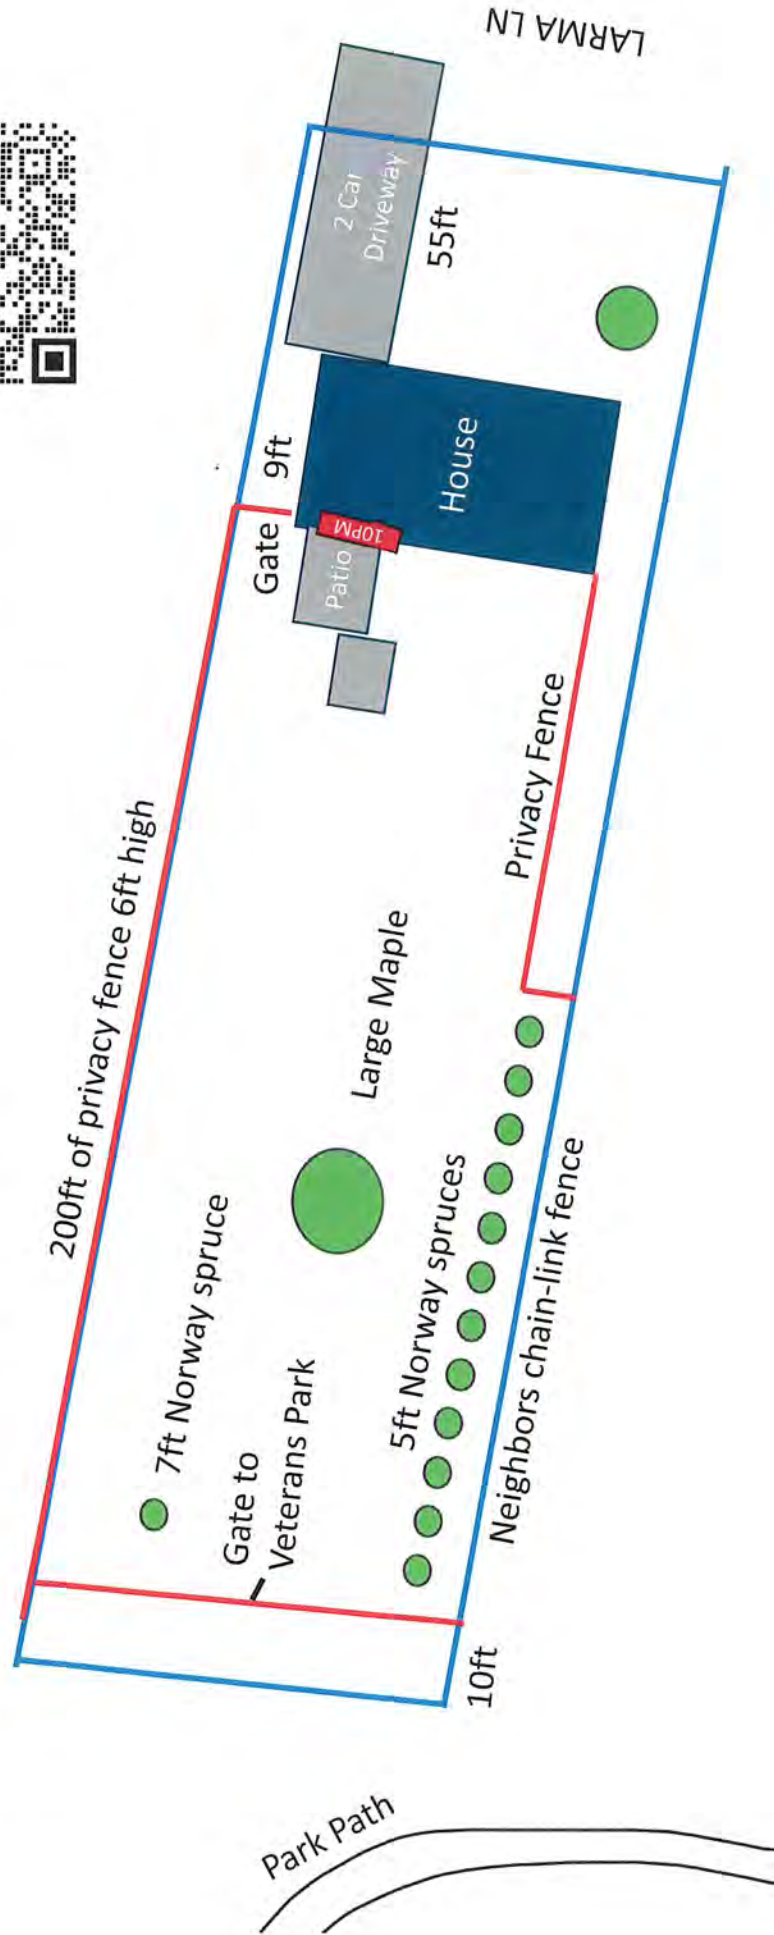 LARMA LN
2 Car
Driveway
55ft
9ft
House
Gate
10PM
Patio
200ft of privacy fence 6ft high
Privacy Fence
Large Maple
7ft Norway spruce
5ft Norway spruces
Gate to
Veterans Park
Neighbors chain-link fence
10ft
Park Path